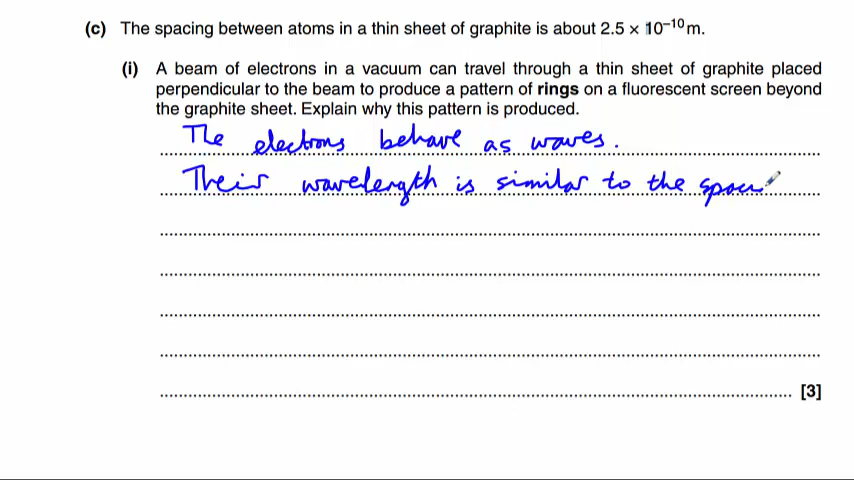 (c) The spacing between atoms in a thin sheet of graphite is about 2.5 × 10⁻¹⁰ m.
(i) A beam of electrons in a vacuum can travel through a thin sheet of graphite placed
perpendicular to the beam to produce a pattern of rings on a fluorescent screen beyond
the graphite sheet. Explain why this pattern is produced.
The electrons behave as waves.
Their wavelength is similar to the spaci
[3]